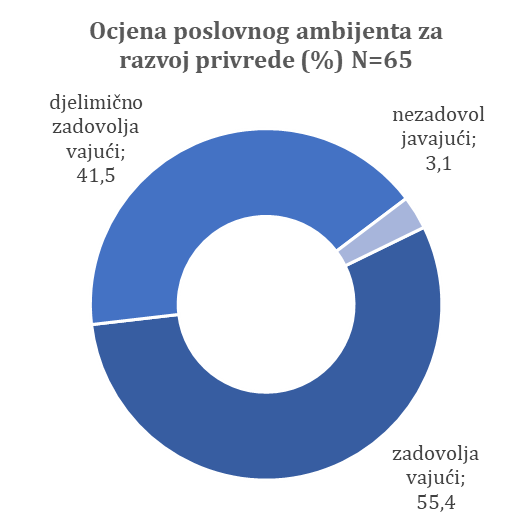 Ocjena poslovnog ambijenta za
razvoj privrede (%) N=65
djelimično
zadovolja
vajući;
41,5
nezadovol
javajući;
3,1
zadovolja
vajući;
55,4